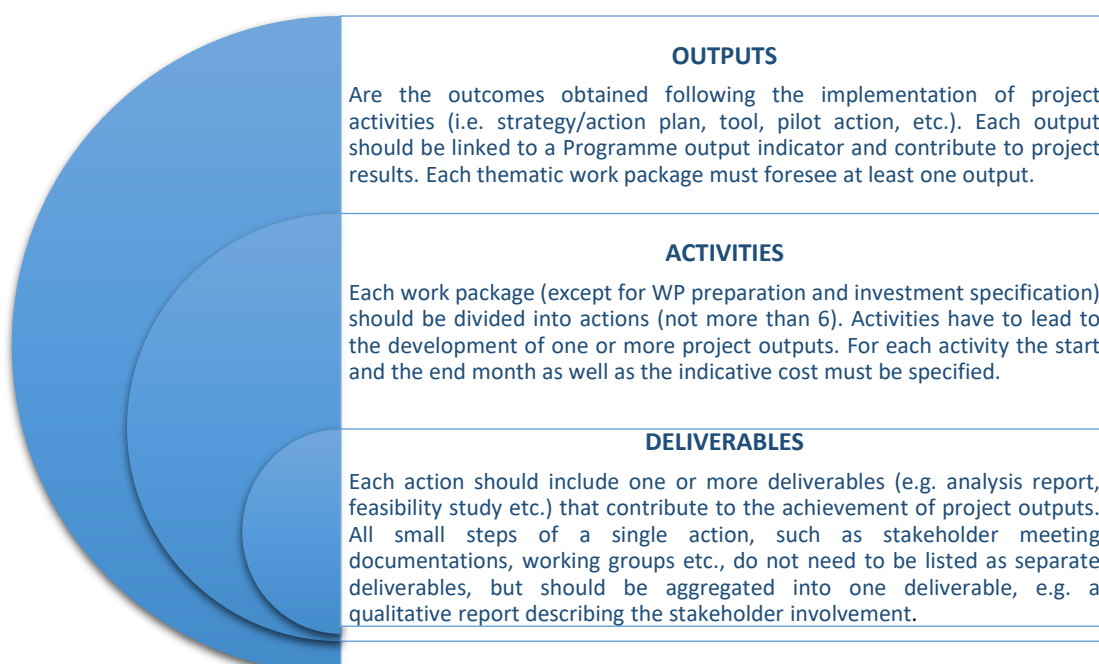 OUTPUTS
Are the outcomes obtained following the implementation of project
activities (i.e. strategy/action plan, tool, pilot action, etc.). Each output
should be linked to a Programme output indicator and contribute to project
results. Each thematic work package must foresee at least one output.
ACTIVITIES
Each work package (except for WP preparation and investment specification)
should be divided into actions (not more than 6). Activities have to lead to
the development of one or more project outputs. For each activity the start
and the end month as well as the indicative cost must be specified.
DELIVERABLES
Each action should include one or more deliverables (e.g. analysis report,
feasibility study etc.) that contribute to the achievement of project outputs.
All small steps of a single action, such as stakeholder meeting
documentations, working groups etc., do not need to be listed as separate
deliverables, but should be aggregated into one deliverable, e.g. a
qualitative report describing the stakeholder involvement.